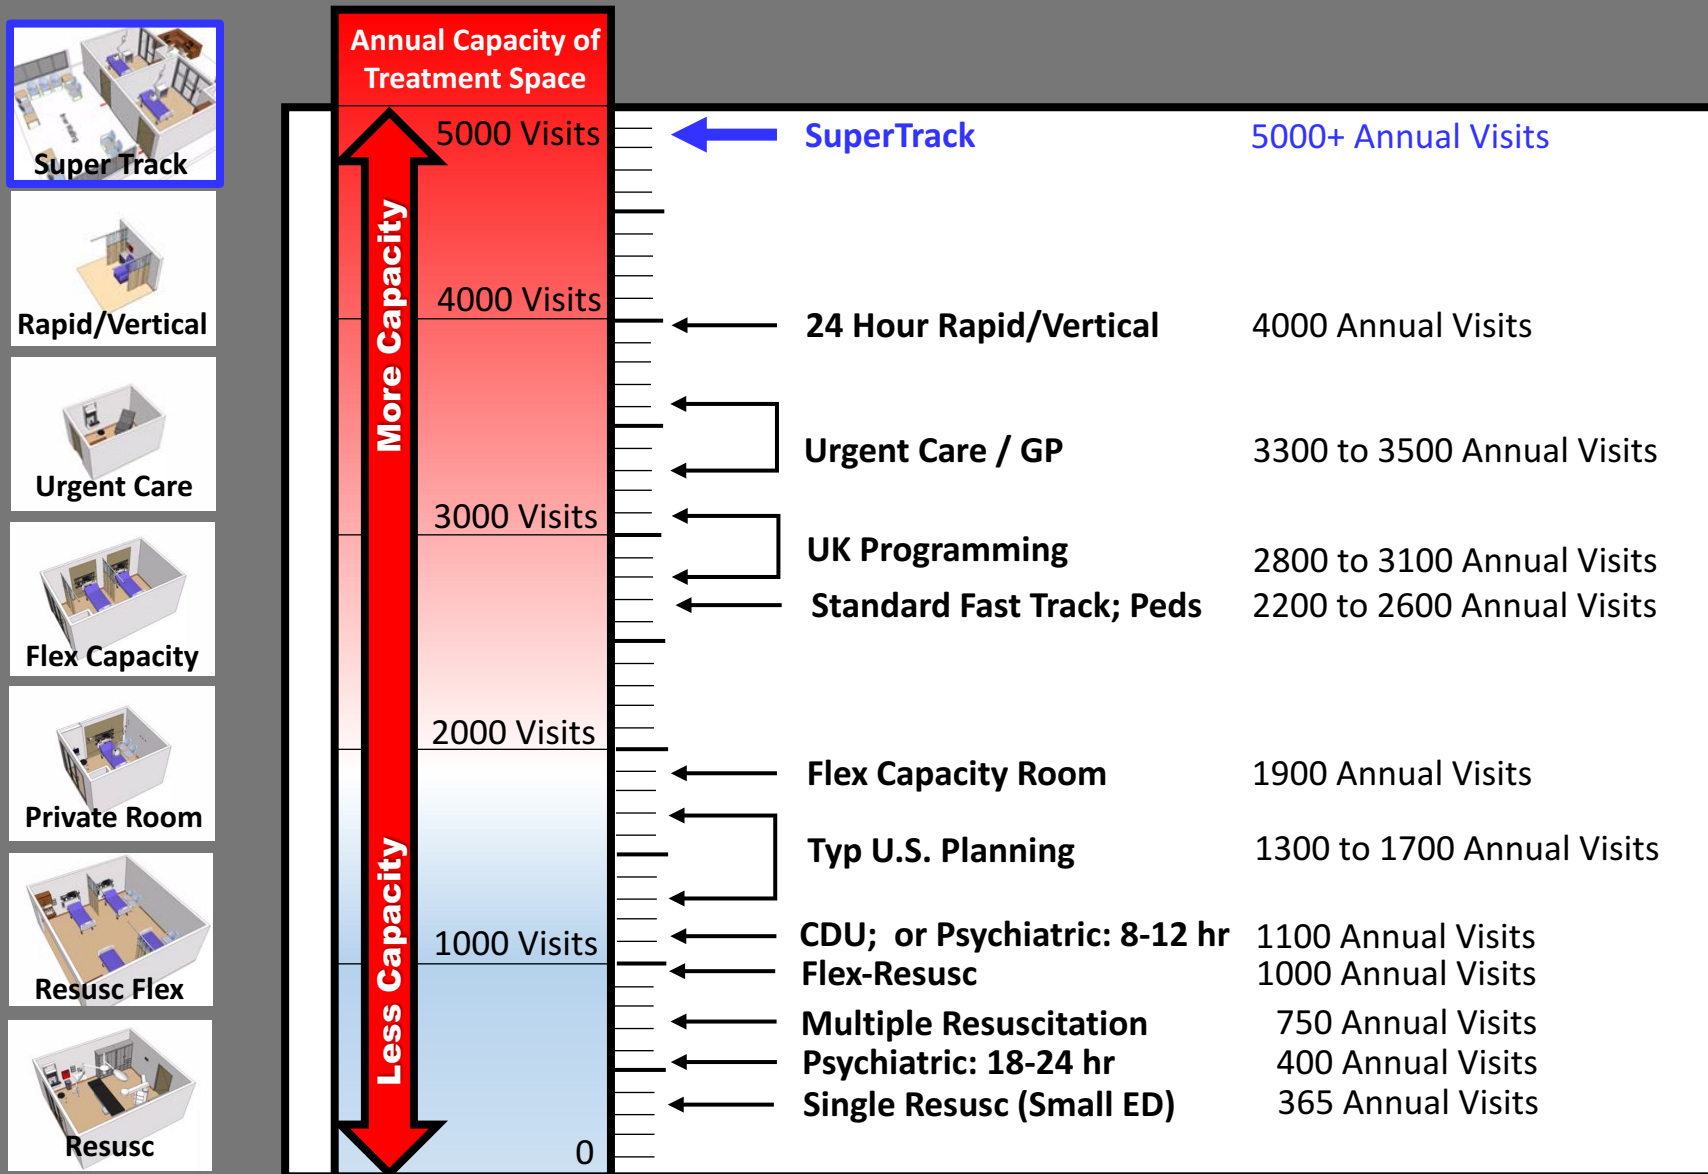 Annual Capacity of
Treatment Space
Super Track
Rapid/Vertical
Urgent Care
Flex Capacity
Private Room
Resusc Flex
Resusc
More Capacity
Less Capacity
5000 Visits
4000 Visits
3000 Visits
2000 Visits
1000 Visits
0
SuperTrack 5000+ Annual Visits
24 Hour Rapid/Vertical 4000 Annual Visits
Urgent Care / GP 3300 to 3500 Annual Visits
UK Programming 2800 to 3100 Annual Visits
Standard Fast Track; Peds 2200 to 2600 Annual Visits
Flex Capacity Room 1900 Annual Visits
Typ U.S. Planning 1300 to 1700 Annual Visits
CDU; or Psychiatric: 8-12 hr 1100 Annual Visits
Flex-Resusc 1000 Annual Visits
Multiple Resuscitation 750 Annual Visits
Psychiatric: 18-24 hr 400 Annual Visits
Single Resusc (Small ED) 365 Annual Visits